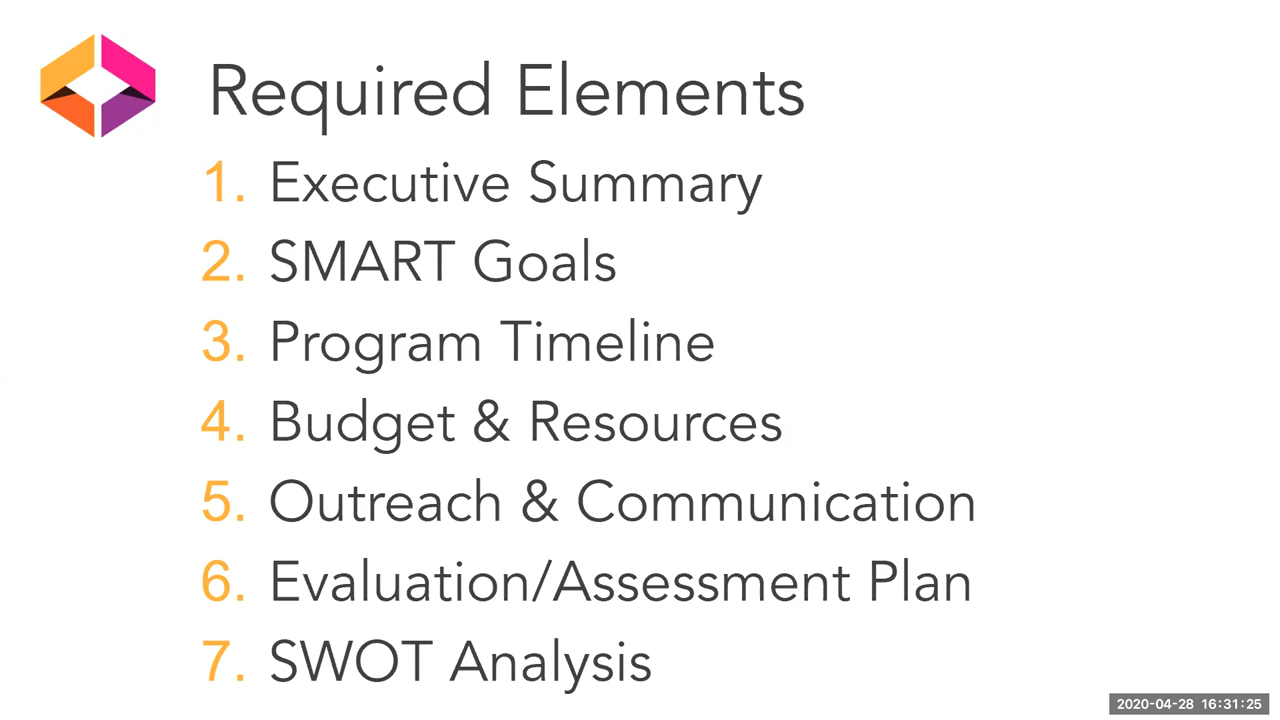 Required Elements
1. Executive Summary
2. SMART Goals
3. Program Timeline
4. Budget & Resources
5. Outreach & Communication
6. Evaluation/Assessment Plan
7. SWOT Analysis
2020-04-28 16:31:25